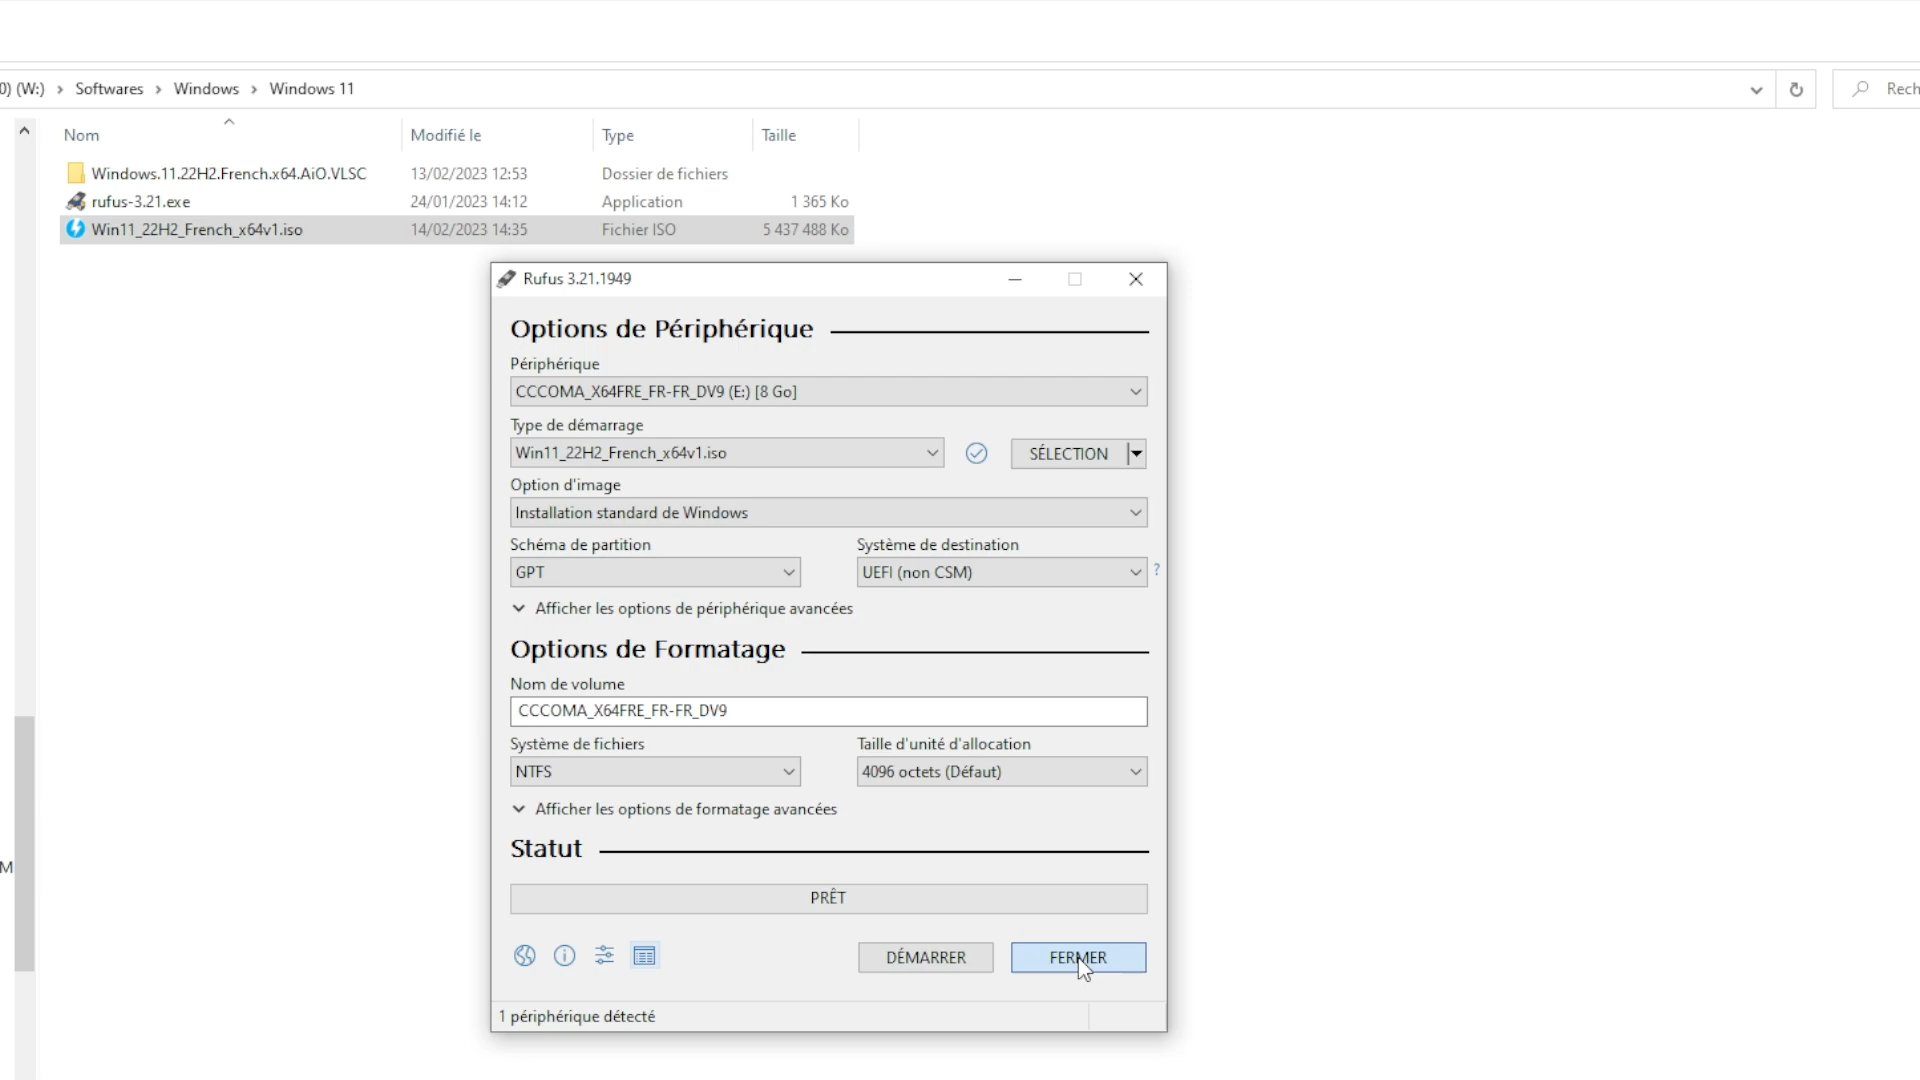 0) (W:) > Softwares > Windows > Windows 11
Rech
Nom Modifié le Type Taille
Windows.11.22H2.French.x64.AiO.VLSC 13/02/2023 12:53 Dossier de fichiers
rufus-3.21.exe 24/01/2023 14:12 Application 1 365 Ko
Win11_22H2_French_x64v1.iso 14/02/2023 14:35 Fichier ISO 5 437 488 Ko
Rufus 3.21.1949
Options de Périphérique
Périphérique
CCCOMA_X64FRE_FR-FR_DV9 (E:) [8 Go]
Type de démarrage
Win11_22H2_French_x64v1.iso SÉLECTION
Option d'image
Installation standard de Windows
Schéma de partition Système de destination
GPT UEFI (non CSM) ?
Afficher les options de périphérique avancées
Options de Formatage
Nom de volume
CCCOMA_X64FRE_FR-FR_DV9
Système de fichiers Taille d'unité d'allocation
NTFS 4096 octets (Défaut)
Afficher les options de formatage avancées
Statut
M
PRÊT
DÉMARRER FERMER
1 périphérique détecté